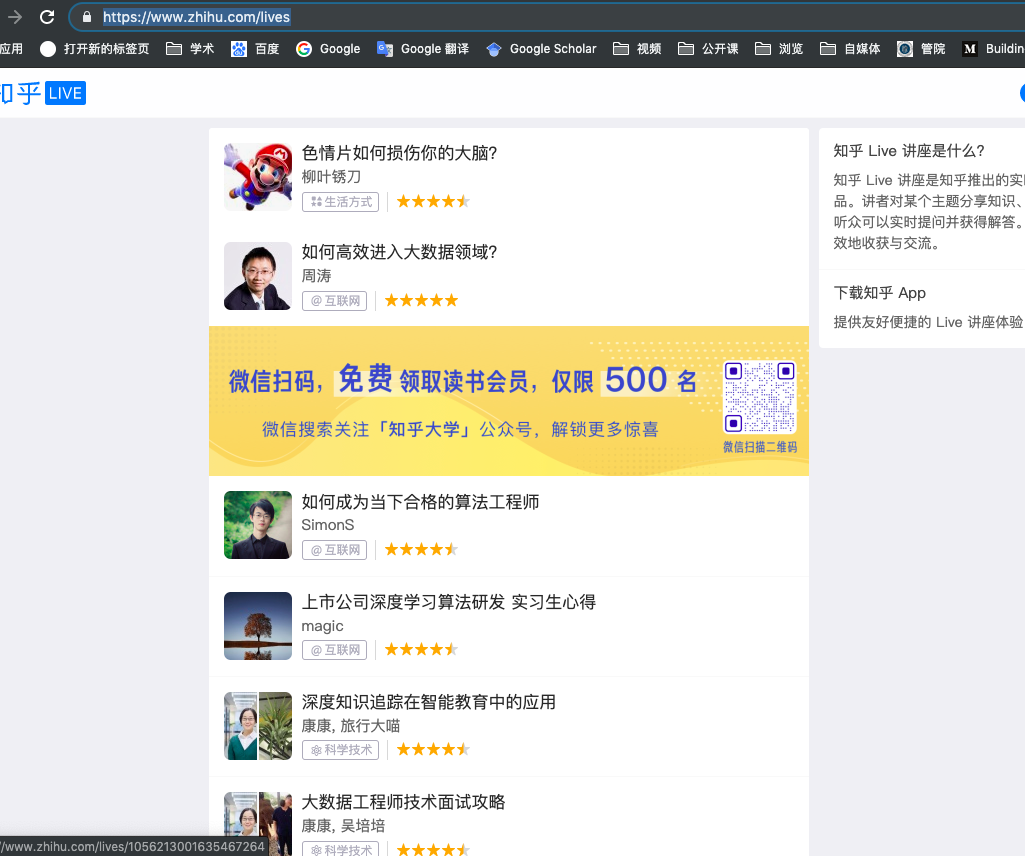 https://www.zhihu.com/lives
应用 打开新的标签页 学术 百度 Google Google 翻译 Google Scholar 视频 公开课 浏览 自媒体 管院 M Buildin
知乎 LIVE
色情片如何损伤你的大脑?
柳叶锈刀
生活方式
如何高效进入大数据领域?
周涛
@ 互联网
微信扫码，免费 领取读书会员，仅限 500 名
微信搜索关注「知乎大学」公众号，解锁更多惊喜
微信扫描二维码
如何成为当下合格的算法工程师
SimonS
@ 互联网
上市公司深度学习算法研发 实习生心得
magic
@ 互联网
深度知识追踪在智能教育中的应用
康康, 旅行大喵
科学技术
大数据工程师技术面试攻略
康康, 吴培培
科学技术
知乎 Live 讲座是什么?
知乎 Live 讲座是知乎推出的实
品。讲者对某个主题分享知识、
听众可以实时提问并获得解答。
效地收获与交流。
下载知乎 App
提供友好便捷的 Live 讲座体验
/www.zhihu.com/lives/1056213001635467264